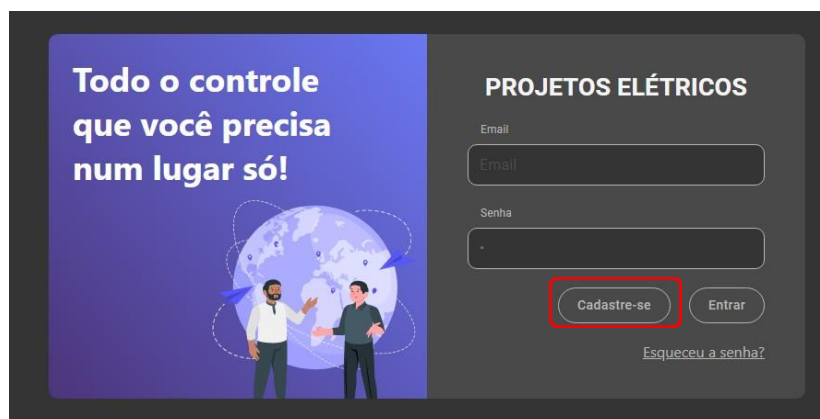 Todo o controle
que você precisa
num lugar só!
PROJETOS ELÉTRICOS
Email
Email
Senha
Cadastre-se
Entrar
Esqueceu a senha?